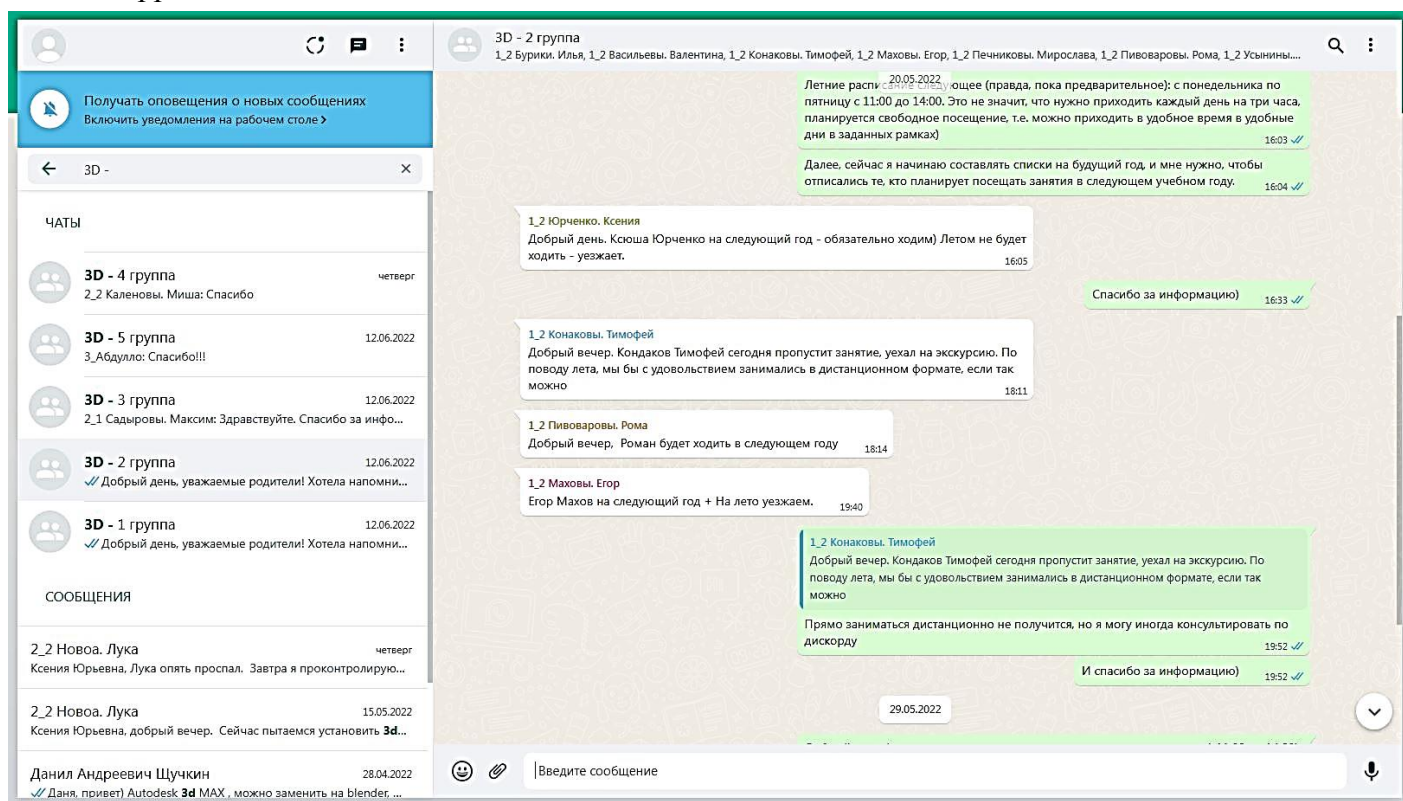 3D - 2 группа
1_2 Бурики. Илья, 1_2 Васильевы. Валентина, 1_2 Конаковы. Тимофей, 1_2 Маховы. Егор, 1_2 Печниковы. Мирослава, 1_2 Пивоваровы. Рома, 1_2 Усынины....
Получать оповещения о новых сообщениях
Включить уведомления на рабочем столе >
3D -
ЧАТЫ
3D - 4 группа
четверг
2_2 Каленовы. Миша: Спасибо
3D - 5 группа
12.06.2022
3_Абдулло: Спасибо!!!
3D - 3 группа
12.06.2022
2_1 Садыровы. Максим: Здравствуйте. Спасибо за инфо...
3D - 2 группа
12.06.2022
Добрый день, уважаемые родители! Хотела напомни...
3D - 1 группа
12.06.2022
Добрый день, уважаемые родители! Хотела напомни...
СООБЩЕНИЯ
2_2 Новоа. Лука
четверг
Ксения Юрьевна, Лука опять проспал. Завтра я проконтролирую...
2_2 Новоа. Лука
15.05.2022
Ксения Юрьевна, добрый вечер. Сейчас пытаемся установить 3d...
Данил Андреевич Щучкин
28.04.2022
Даня, привет) Autodesk 3d MAX , можно заменить на blender, ...
20.05.2022
Летние расписание следующее (правда, пока предварительное): с понедельника по
пятницу с 11:00 до 14:00. Это не значит, что нужно приходить каждый день на три часа,
планируется свободное посещение, т.е. можно приходить в удобное время в удобные
дни в заданных рамках)
16:03
Далее, сейчас я начинаю составлять списки на будущий год, и мне нужно, чтобы
отписались те, кто планирует посещать занятия в следующем учебном году.
16:04
1_2 Юрченко. Ксения
Добрый день. Ксюша Юрченко на следующий год - обязательно ходим) Летом не будет
ходить - уезжает.
16:05
Спасибо за информацию)
16:33
1_2 Конаковы. Тимофей
Добрый вечер. Кондаков Тимофей сегодня пропустит занятие, уехал на экскурсию. По
поводу лета, мы бы с удовольствием занимались в дистанционном формате, если так
можно
18:11
1_2 Пивоваровы. Рома
Добрый вечер, Роман будет ходить в следующем году
18:14
1_2 Маховы. Егор
Егор Махов на следующий год + На лето уезжаем.
19:40
1_2 Конаковы. Тимофей
Добрый вечер. Кондаков Тимофей сегодня пропустит занятие, уехал на экскурсию. По
поводу лета, мы бы с удовольствием занимались в дистанционном формате, если так
можно
Прямо заниматься дистанционно не получится, но я могу иногда консультировать по
дискорду
19:52
И спасибо за информацию)
19:52
29.05.2022
Введите сообщение